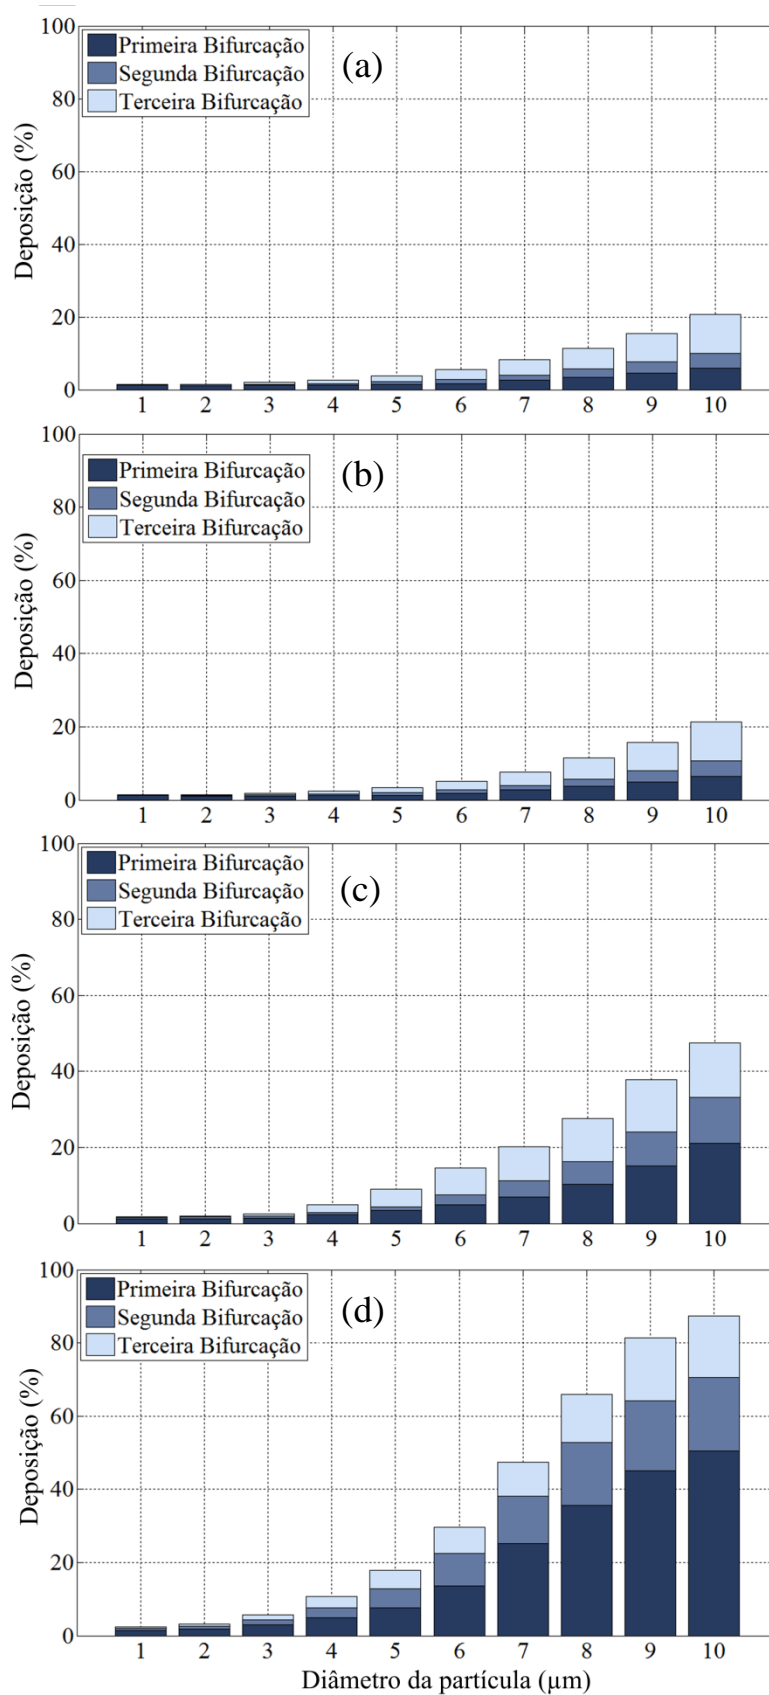 100
Primeira Bifurcação
Segunda Bifurcação
Terceira Bifurcação
(a)
80
60
40
20
0
Deposição (%)
1 2 3 4 5 6 7 8 9 10
100
Primeira Bifurcação
Segunda Bifurcação
Terceira Bifurcação
(b)
80
60
40
20
0
Deposição (%)
1 2 3 4 5 6 7 8 9 10
100
Primeira Bifurcação
Segunda Bifurcação
Terceira Bifurcação
(c)
80
60
40
20
0
Deposição (%)
1 2 3 4 5 6 7 8 9 10
100
Primeira Bifurcação
Segunda Bifurcação
Terceira Bifurcação
(d)
80
60
40
20
0
Deposição (%)
1 2 3 4 5 6 7 8 9 10
Diâmetro da partícula (µm)